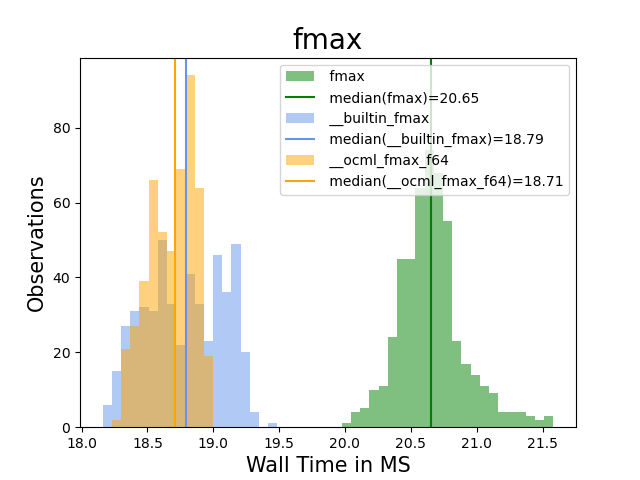 fmax
fmax
median(fmax)=20.65
__builtin_fmax
median(__builtin_fmax)=18.79
__ocml_fmax_f64
median(__ocml_fmax_f64)=18.71
Observations
80
60
40
20
0
18.0 18.5 19.0 19.5 20.0 20.5 21.0 21.5
Wall Time in MS